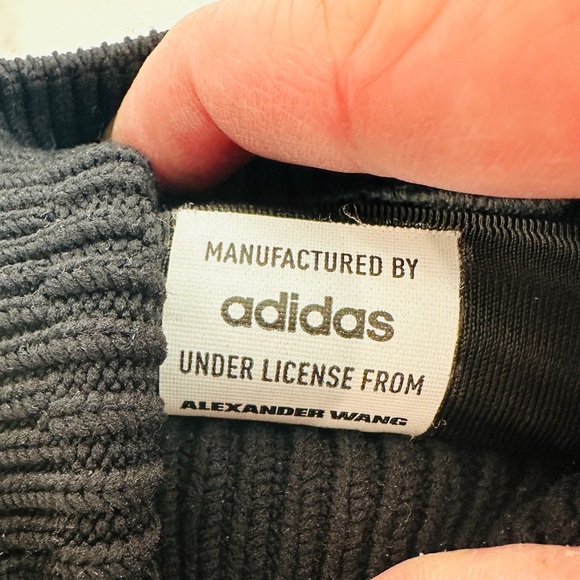 MANUFACTURED BY
adidas
UNDER LICENSE FROM
ALEXANDER WANG